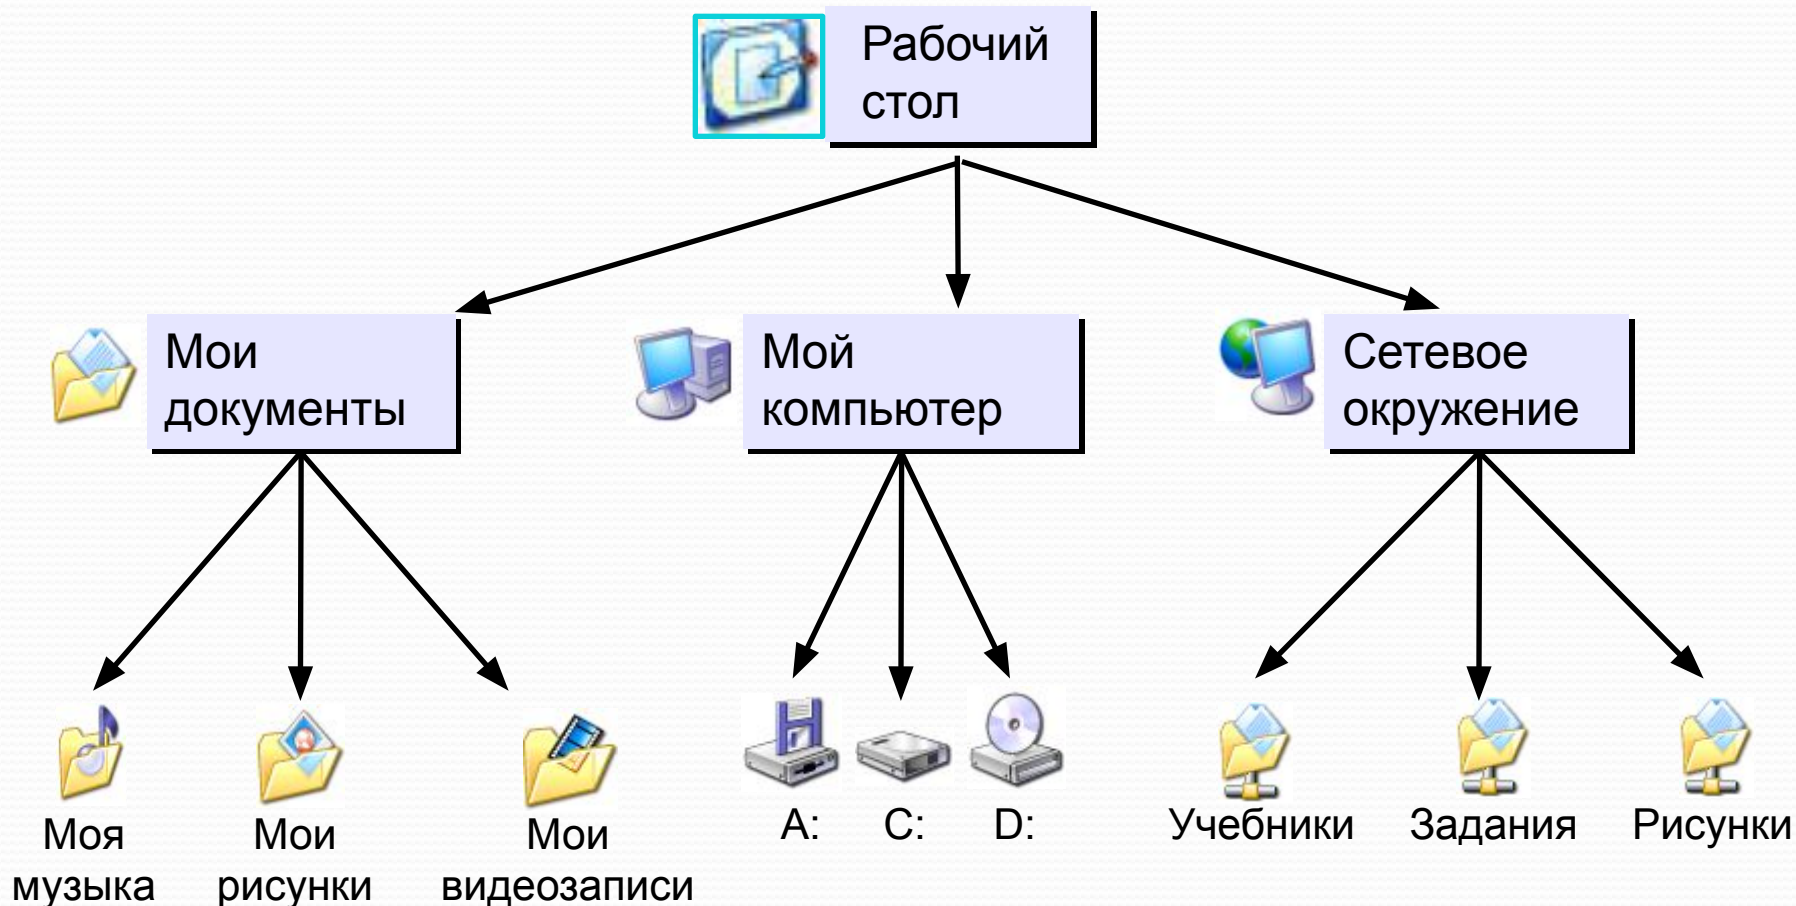 Рабочий
стол
Мои
документы
Мой
компьютер
Сетевое
окружение
Моя
музыка
Мои
рисунки
Мои
видеозаписи
A:
C:
D:
Учебники
Задания
Рисунки